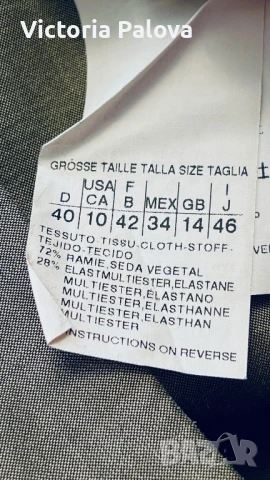 Victoria Palova
GRÖSSE TAILLE TALLA SIZE TAGLIA
USA F I
D CA B MEX GB J
40 10 42 34 14 46
TESSUTO-TISSU-CLOTH-STOFF-
TEJIDO-TECIDO
72% RAMIE,SEDA VEGETAL
28% ELASTMULTIESTER,ELASTANE
MULTIESTER,ELASTANO
MULTIESTER,ELASTHANNE
MULTIESTER,ELASTHAN
MULTIESTER
INSTRUCTIONS ON REVERSE
BAZAR